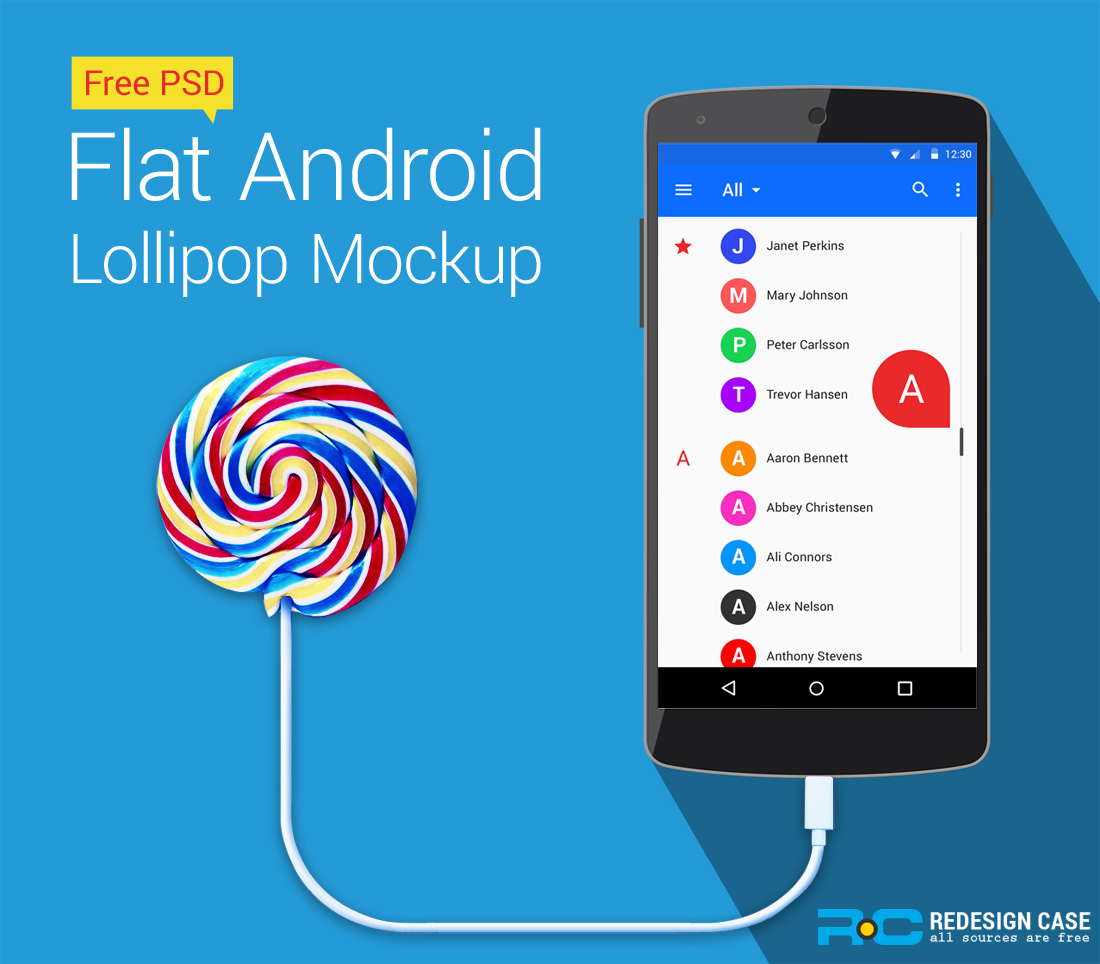 Free PSD
Flat Android
Lollipop Mockup
12:30
All
J Janet Perkins
M Mary Johnson
P Peter Carlsson
T Trevor Hansen
A
A A Aaron Bennett
A Abbey Christensen
A Ali Connors
A Alex Nelson
A Anthony Stevens
RC REDESIGN CASE
all sources are free